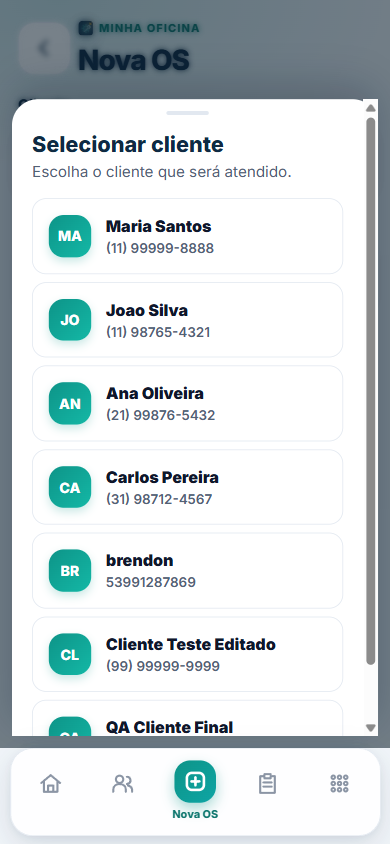 MINHA OFICINA
Nova OS
Selecionar cliente
Escolha o cliente que será atendido.
MA
Maria Santos
(11) 99999-8888
JO
Joao Silva
(11) 98765-4321
AN
Ana Oliveira
(21) 99876-5432
CA
Carlos Pereira
(31) 98712-4567
BR
brendon
53991287869
CL
Cliente Teste Editado
(99) 99999-9999
QA
QA Cliente Final
Nova OS